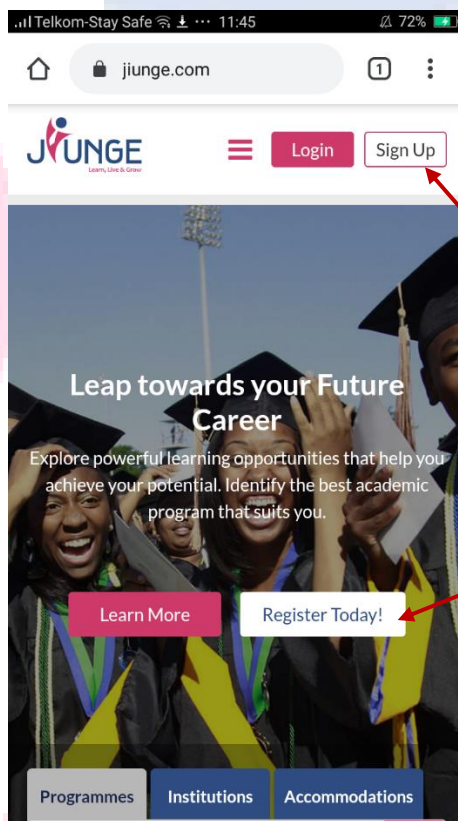 Telkom-Stay Safe ··· 11:45 72%
jiunge.com 1
JIUNGE
Learn, Live & Grow
Login Sign Up
Leap towards your Future
Career
Explore powerful learning opportunities that help you
achieve your potential. Identify the best academic
program that suits you.
Learn More Register Today!
Programmes Institutions Accommodations